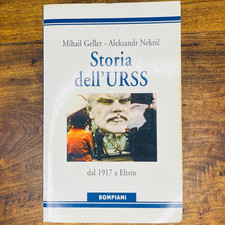 Mihail Geller - Aleksandr Nekrič
Storia
dell'URSS
dal 1917 a Eltsin
BOMPIANI